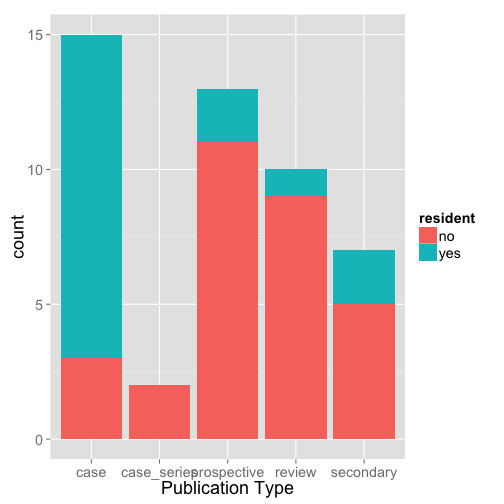 15
10
5
0
count
case case_series prospective review secondary
Publication Type
resident
no
yes